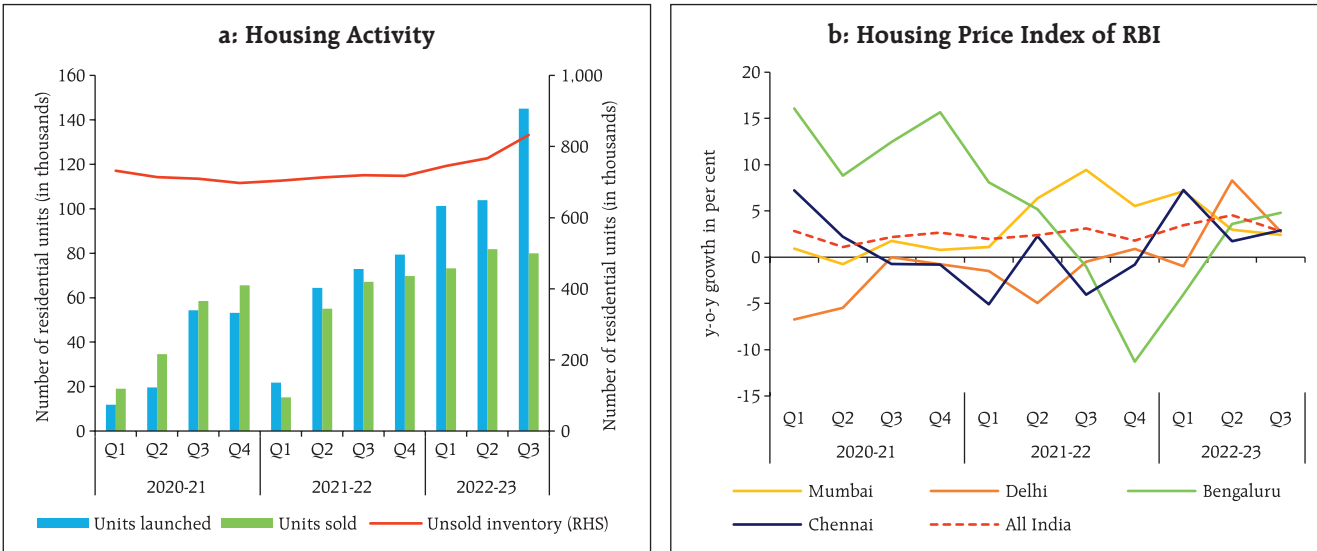 a: Housing Activity
Number of residential units (in thousands)
160
140
120
100
80
60
40
20
0
1,000
800
600
400
200
0
Number of residential units (in thousands)
Q1 Q2 Q3 Q4 Q1 Q2 Q3 Q4 Q1 Q2 Q3
2020-21 2021-22 2022-23
Units launched Units sold Unsold inventory (RHS)
b: Housing Price Index of RBI
y-o-y growth in per cent
20
15
10
5
0
-5
-10
-15
Q1 Q2 Q3 Q4 Q1 Q2 Q3 Q4 Q1 Q2 Q3
2020-21 2021-22 2022-23
Mumbai Delhi Bengaluru
Chennai All India